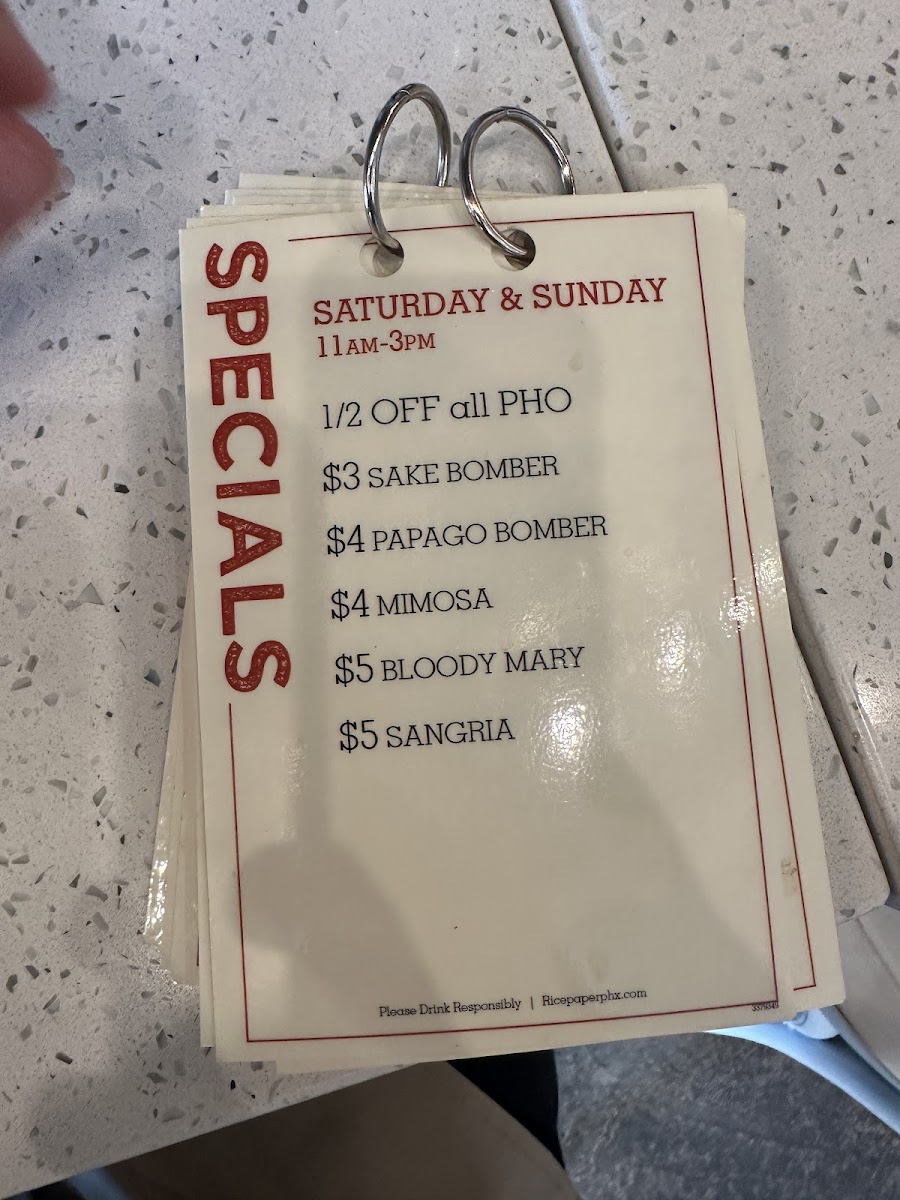 SPECIALS
SATURDAY & SUNDAY
11AM-3PM
1/2 OFF all PHO
$3 SAKE BOMBER
$4 PAPAGO BOMBER
$4 MIMOSA
$5 BLOODY MARY
$5 SANGRIA
Please Drink Responsibly | Ricepaperphx.com